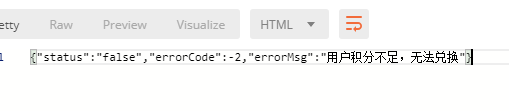 etty Raw Preview Visualize HTML
1 {"status":"false","errorCode":-2,"errorMsg":"用户积分不足，无法兑换"}